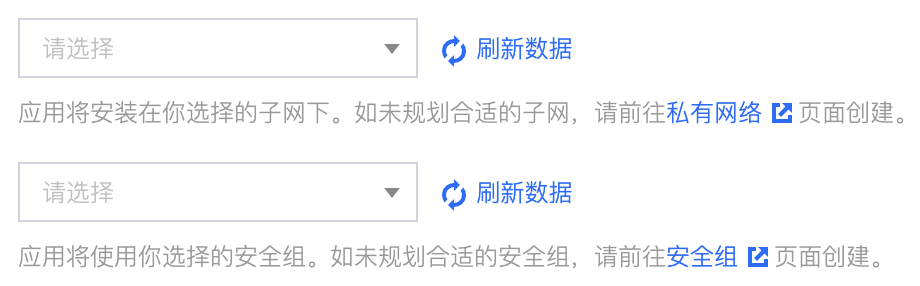 请选择 刷新数据
应用将安装在你选择的子网下。如未规划合适的子网，请前往私有网络 页面创建。
请选择 刷新数据
应用将使用你选择的安全组。如未规划合适的安全组，请前往安全组 页面创建。